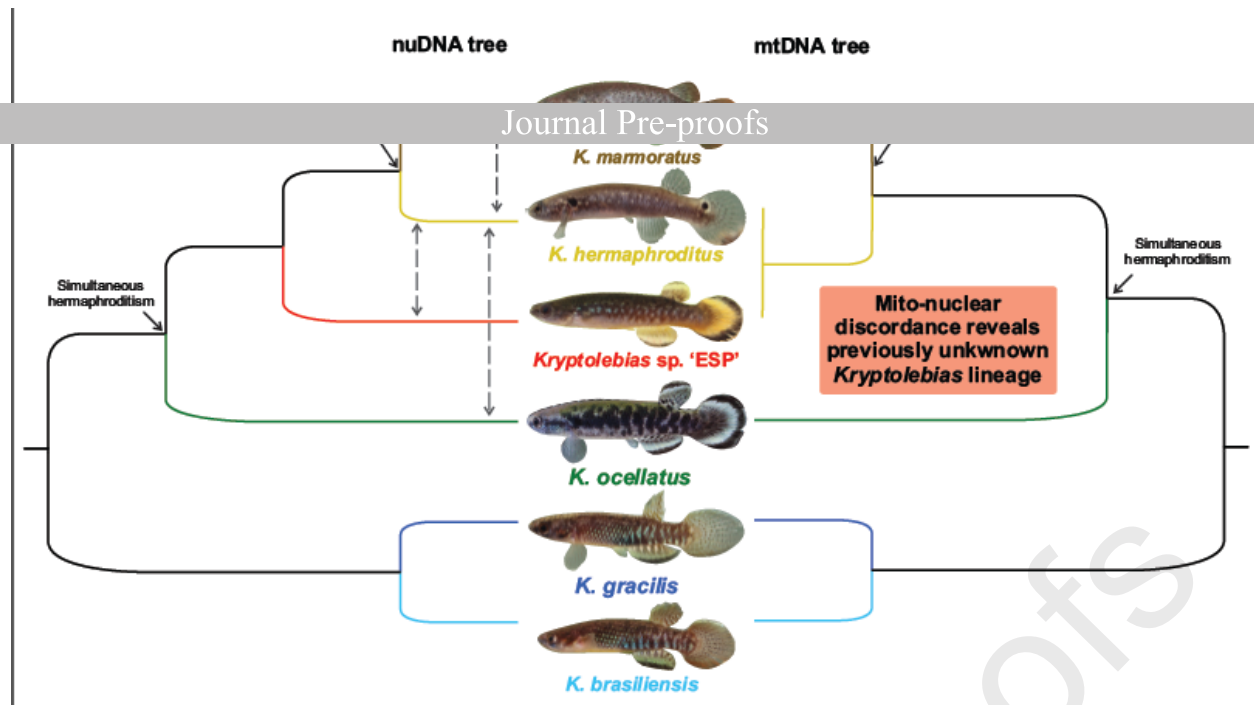 nuDNA tree
mtDNA tree
Journal Pre-proofs
K. marmoratus
K. hermaphroditus
Simultaneous
hermaphroditism
Simultaneous
hermaphroditism
Mito-nuclear
discordance reveals
previously unkwnown
Kryptolebias lineage
Kryptolebias sp. ‘ESP’
K. ocellatus
K. gracilis
K. brasiliensis
ofs